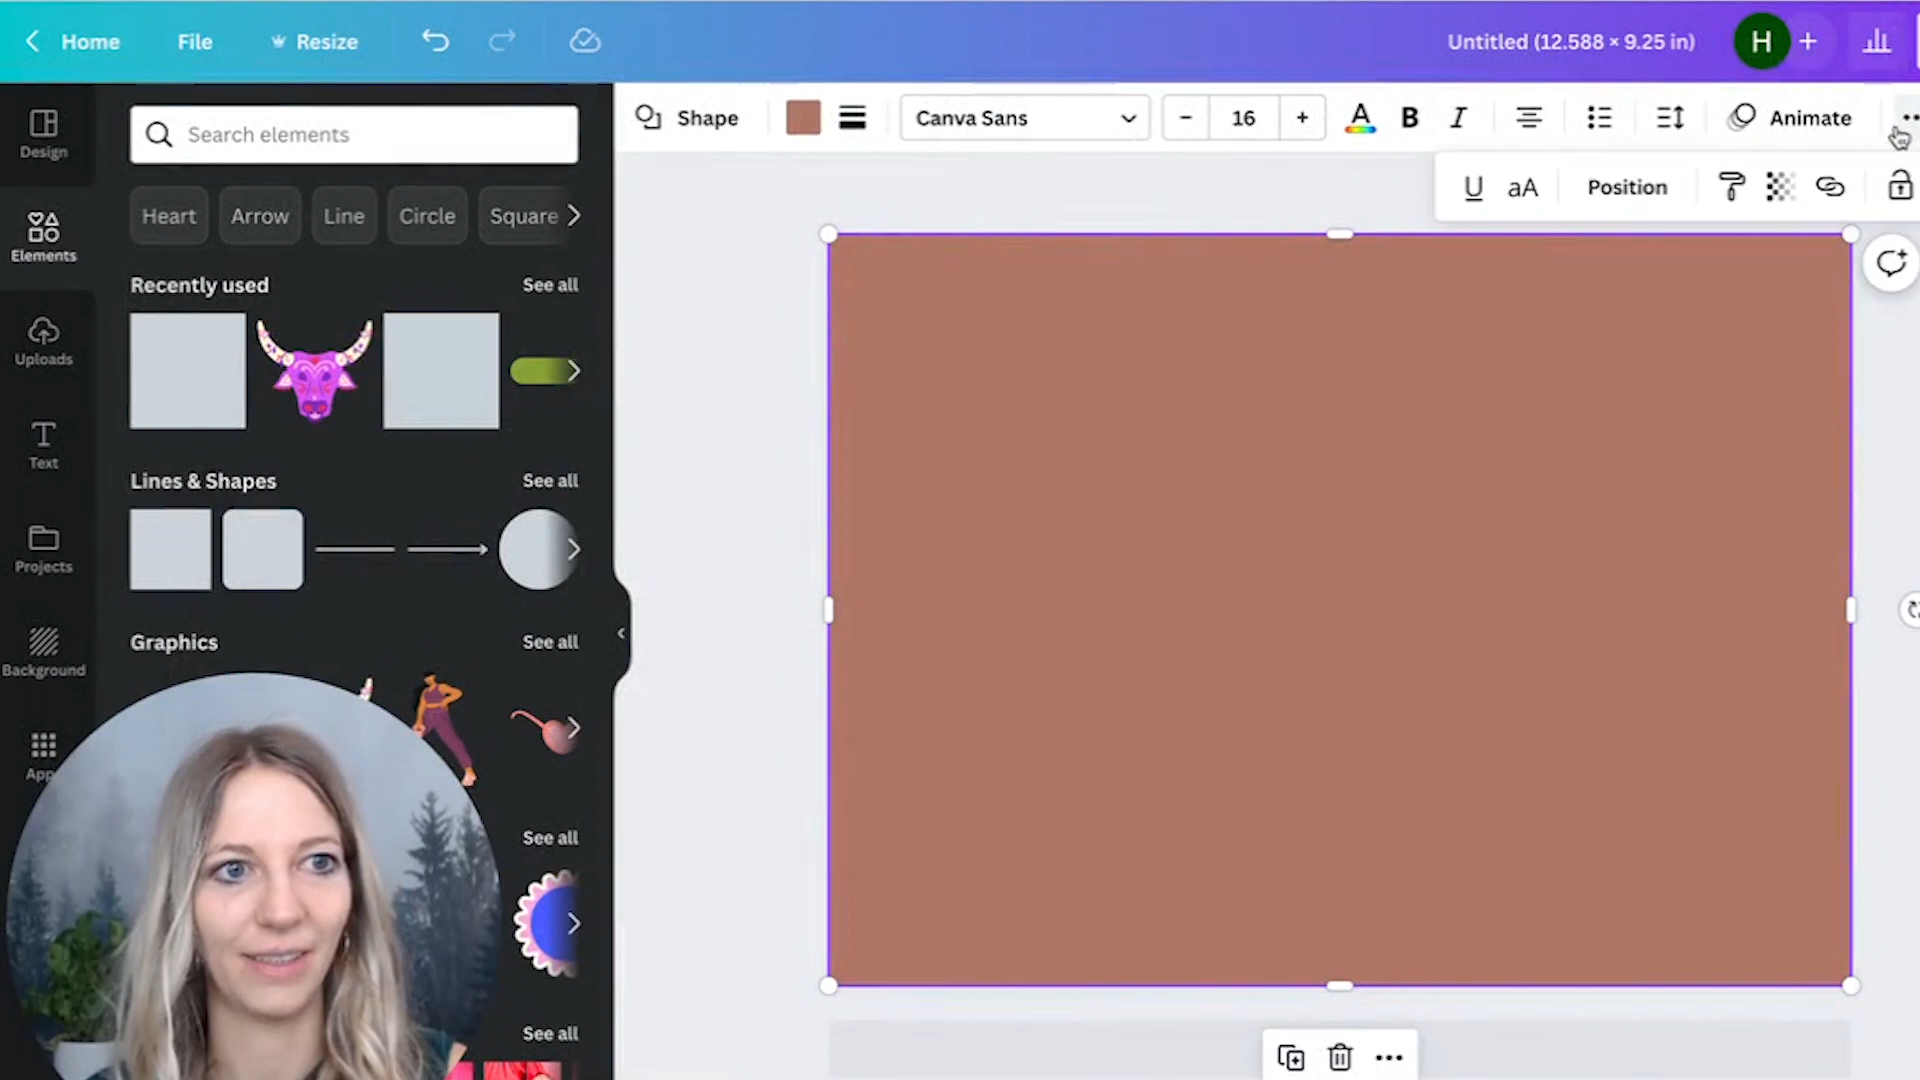 Home File Resize Untitled (12.588 × 9.25 in) H
Design
Elements
Uploads
Text
Projects
Background
App
Search elements
Heart Arrow Line Circle Square
Recently used See all
Lines & Shapes See all
Graphics See all
See all
See all
Shape Canva Sans 16 A B I Animate
U aA Position